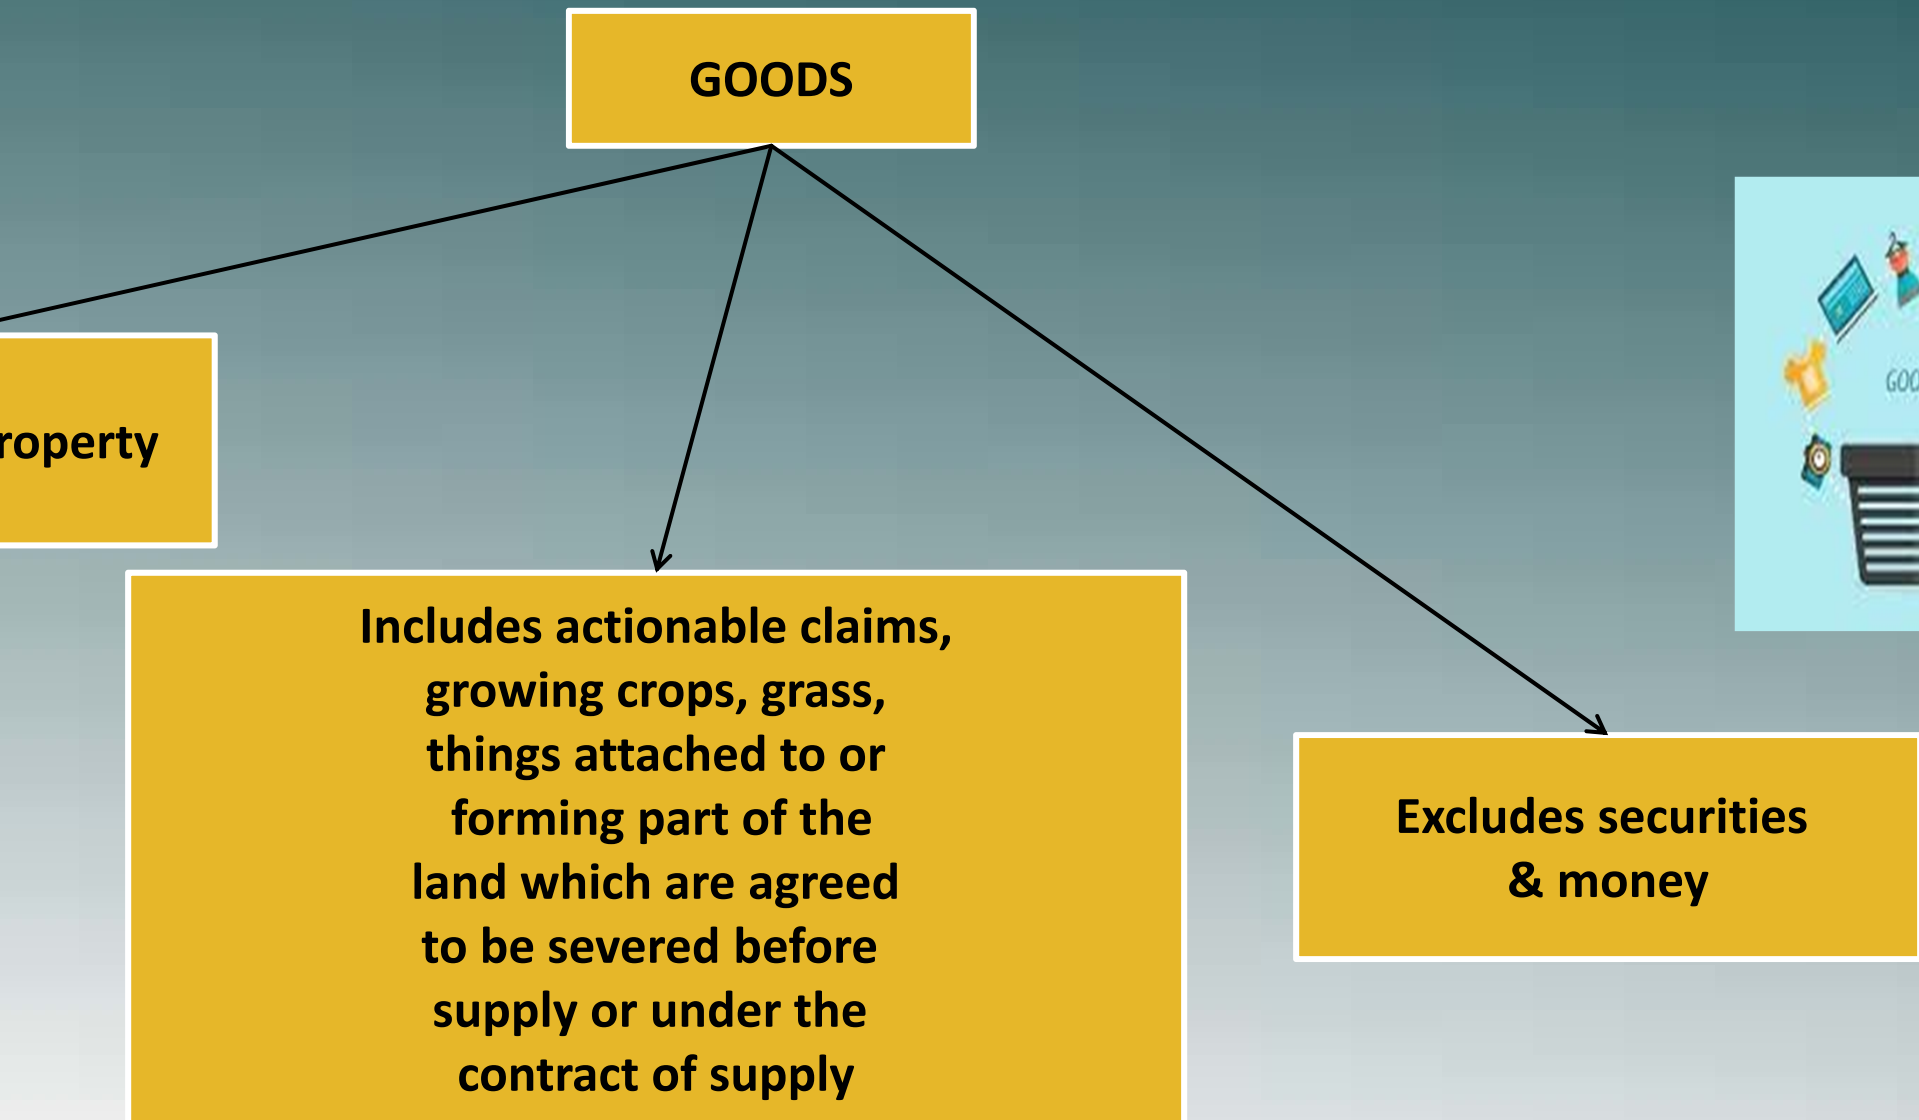 GOODS
roperty
Includes actionable claims,
growing crops, grass,
things attached to or
forming part of the
land which are agreed
to be severed before
supply or under the
contract of supply
Excludes securities
& money